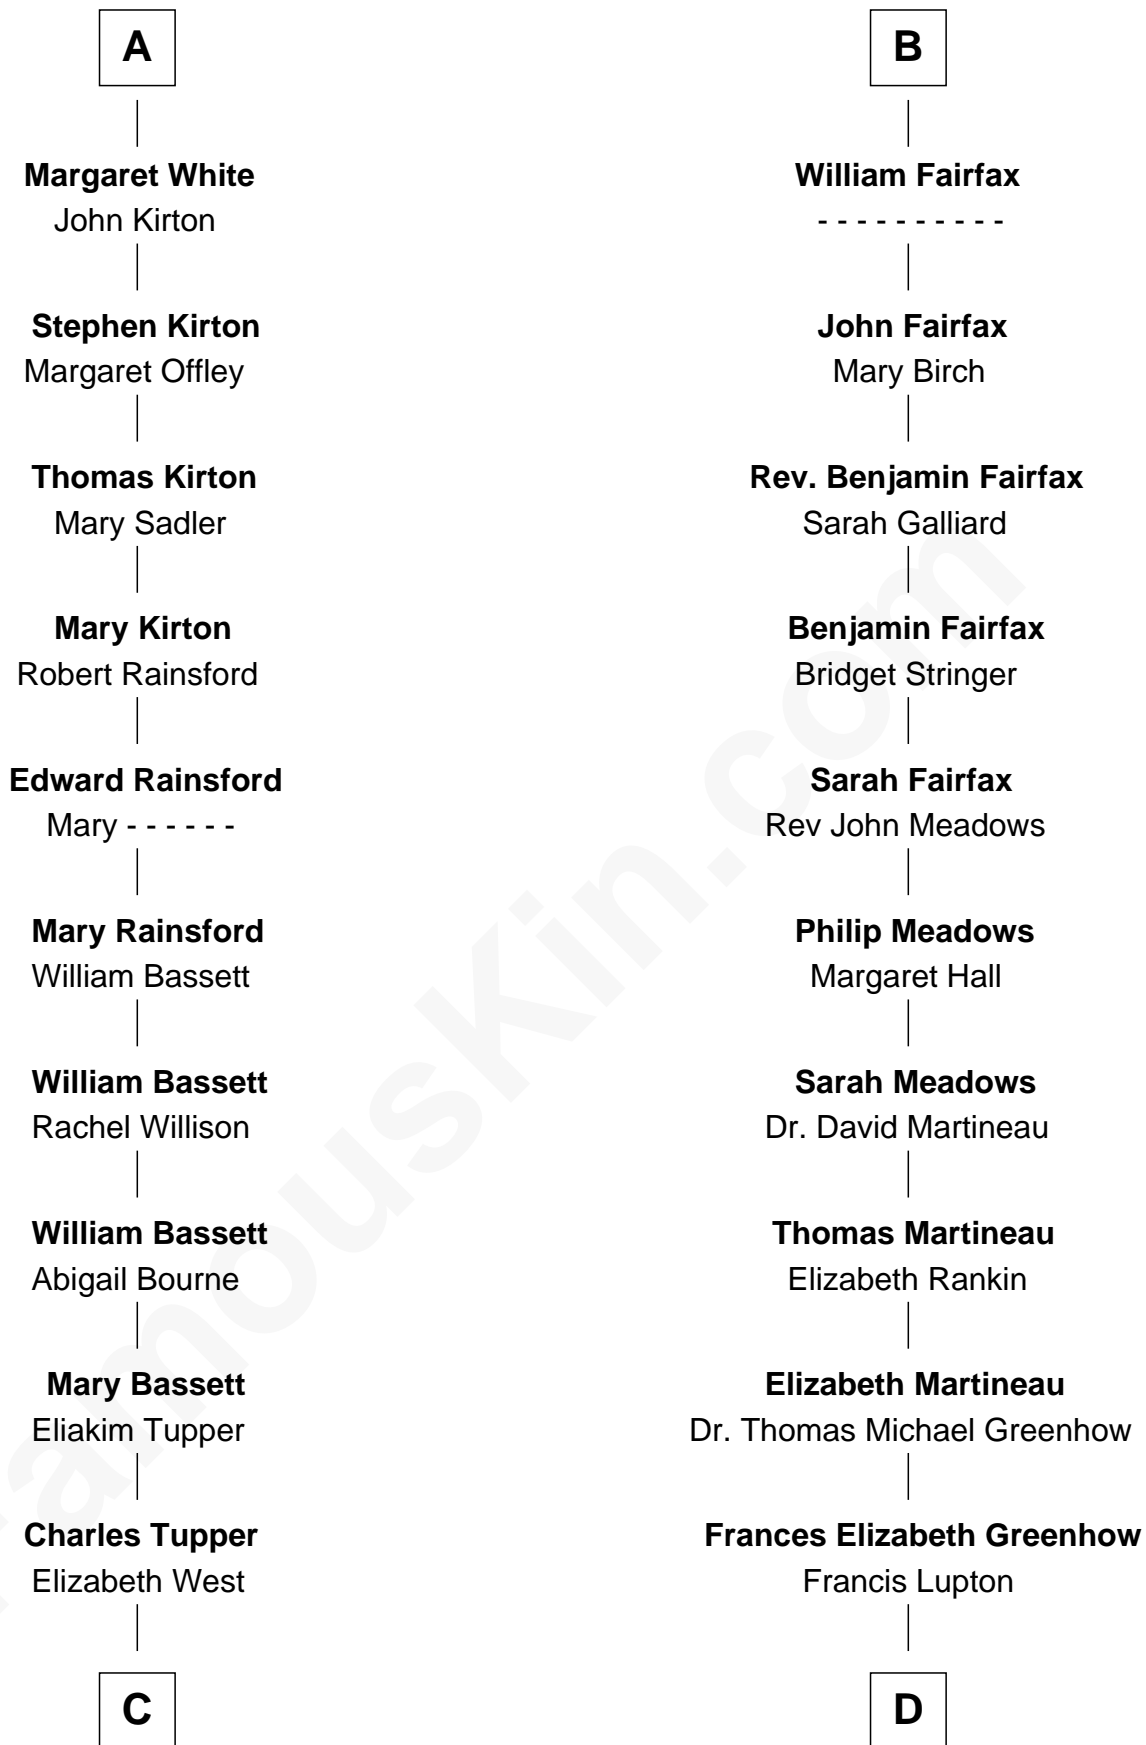 A
Margaret White
John Kirton
Stephen Kirton
Margaret Offley
Thomas Kirton
Mary Sadler
Mary Kirton
Robert Rainsford
Edward Rainsford
Mary - - - - - -
Mary Rainsford
William Bassett
William Bassett
Rachel Willison
William Bassett
Abigail Bourne
Mary Bassett
Eliakim Tupper
Charles Tupper
Elizabeth West
C
B
William Fairfax
- - - - - - - - - -
John Fairfax
Mary Birch
Rev. Benjamin Fairfax
Sarah Galliard
Benjamin Fairfax
Bridget Stringer
Sarah Fairfax
Rev John Meadows
Philip Meadows
Margaret Hall
Sarah Meadows
Dr. David Martineau
Thomas Martineau
Elizabeth Rankin
Elizabeth Martineau
Dr. Thomas Michael Greenhow
Frances Elizabeth Greenhow
Francis Lupton
D
FamousKin.com